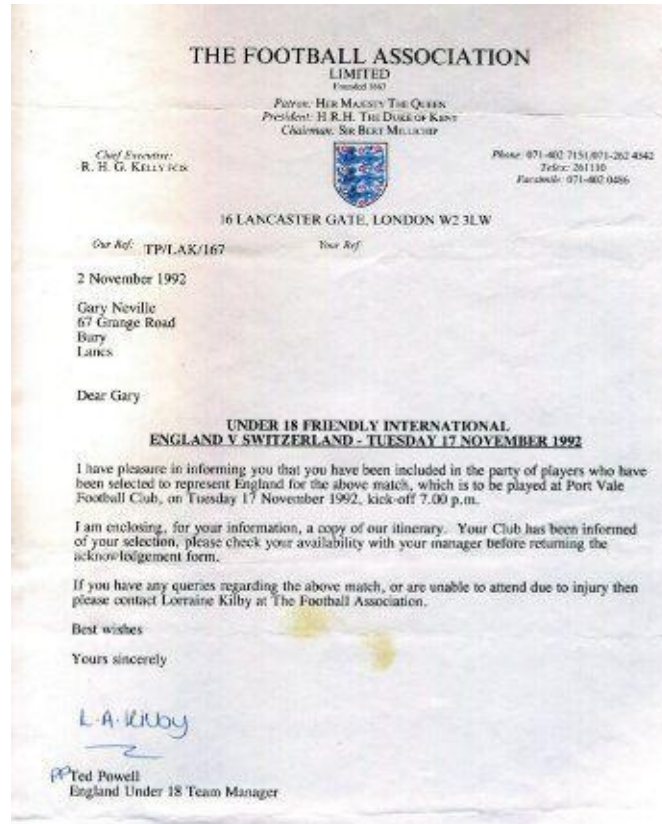 THE FOOTBALL ASSOCIATION
LIMITED
Founded 1863
Patron: HER MAJESTY THE QUEEN
President: H.R.H. THE DUKE OF KENT
Chairman: SIR BERT MILLICHIP
Chief Executive:
R. H. G. KELLY FCIS
Phone: 071-402 7151/071-262 4542
Telex: 261110
Facsimile: 071-402 0486
16 LANCASTER GATE, LONDON W2 3LW
Our Ref: TP/LAK/167 Your Ref:
2 November 1992
Gary Neville
67 Grange Road
Bury
Lancs
Dear Gary
UNDER 18 FRIENDLY INTERNATIONAL
ENGLAND V SWITZERLAND - TUESDAY 17 NOVEMBER 1992
I have pleasure in informing you that you have been included in the party of players who have
been selected to represent England for the above match, which is to be played at Port Vale
Football Club, on Tuesday 17 November 1992, kick-off 7.00 p.m.
I am enclosing, for your information, a copy of our itinerary. Your Club has been informed
of your selection, please check your availability with your manager before returning the
acknowledgement form.
If you have any queries regarding the above match, or are unable to attend due to injury then
please contact Lorraine Kilby at The Football Association.
Best wishes
Yours sincerely
L.A. Kilby
PP Ted Powell
England Under 18 Team Manager